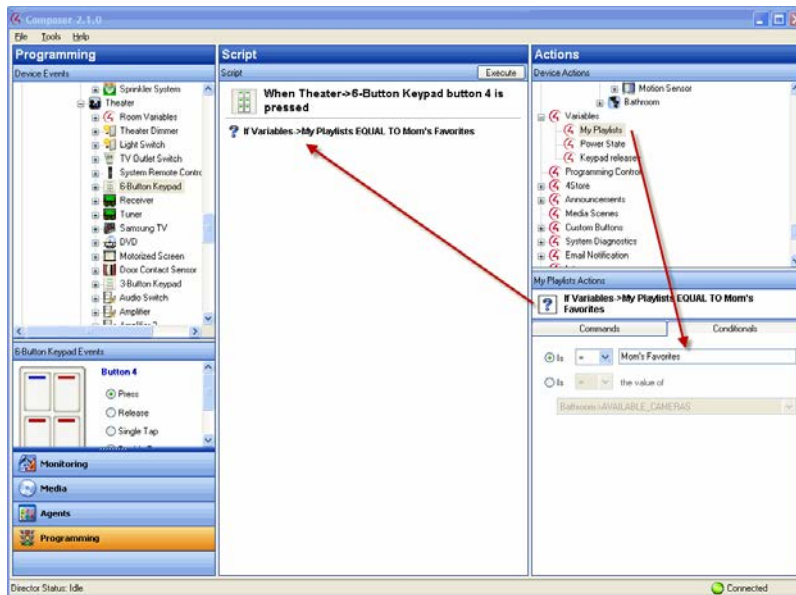 Composer-2.1.0
File Tools Help
Programming
Device Events
Sprinkler System
Theater
Room Variables
Theater Dimmer
Light Switch
TV Outlet Switch
System Remote Contrc
6-Button Keypad
Receiver
Tuner
Samsung TV
DVD
Motorized Screen
Door Contact Sensor
3-Button Keypad
Audio Switch
Amplifier
Amplifier 2
6-Button Keypad Events
Button 4
Press
Release
Single Tap
Monitoring
Media
Agents
Programming
Script
Script Execute
When Theater->6-Button Keypad button 4 is
pressed
? If Variables->My Playlists EQUAL TO Mom's Favorites
Actions
Device Actions
Motion Sensor
Bathroom
Variables
My Playlists
Power State
Keypad release
Programming Control
4Store
Announcements
Media Scenes
Custom Buttons
System Diagnostics
Email Notification
My Playlists Actions
? If Variables->My Playlists EQUAL TO Mom's
Favorites
Commands Conditionals
Is = Mom's Favorites
Is = the value of
Bathroom->AVAILABLE_CAMERAS
Director Status: Idle
Connected